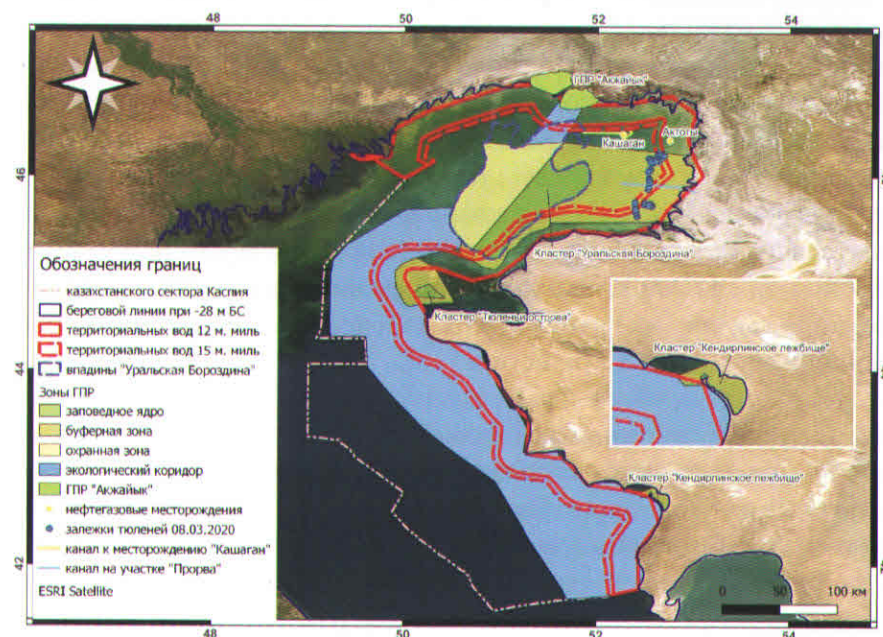 48 50 52 54
ГПР "Акжайык"
Актоты
Кашаган
46
Кластер "Уральская Бороздина"
Обозначения границ
казахстанского сектора Каспия
береговой линии при -28 м БС
территориальных вод 12 м. миль
территориальных вод 15 м. миль
впадины "Уральская Бороздина"
Зоны ГПР
заповедное ядро
буферная зона
охранная зона
экологический коридор
ГПР "Акжайык"
нефтегазовые месторождения
залежки тюленей 08.03.2020
канал к месторождению "Кашаган"
канал на участке "Прорва"
ESRI Satellite
Кластер "Тюленьи острова"
Кластер "Кендирлинское лежбище"
44
Кластер "Кендирлинское лежбище"
42
0 50 100 км
48 50 52 54